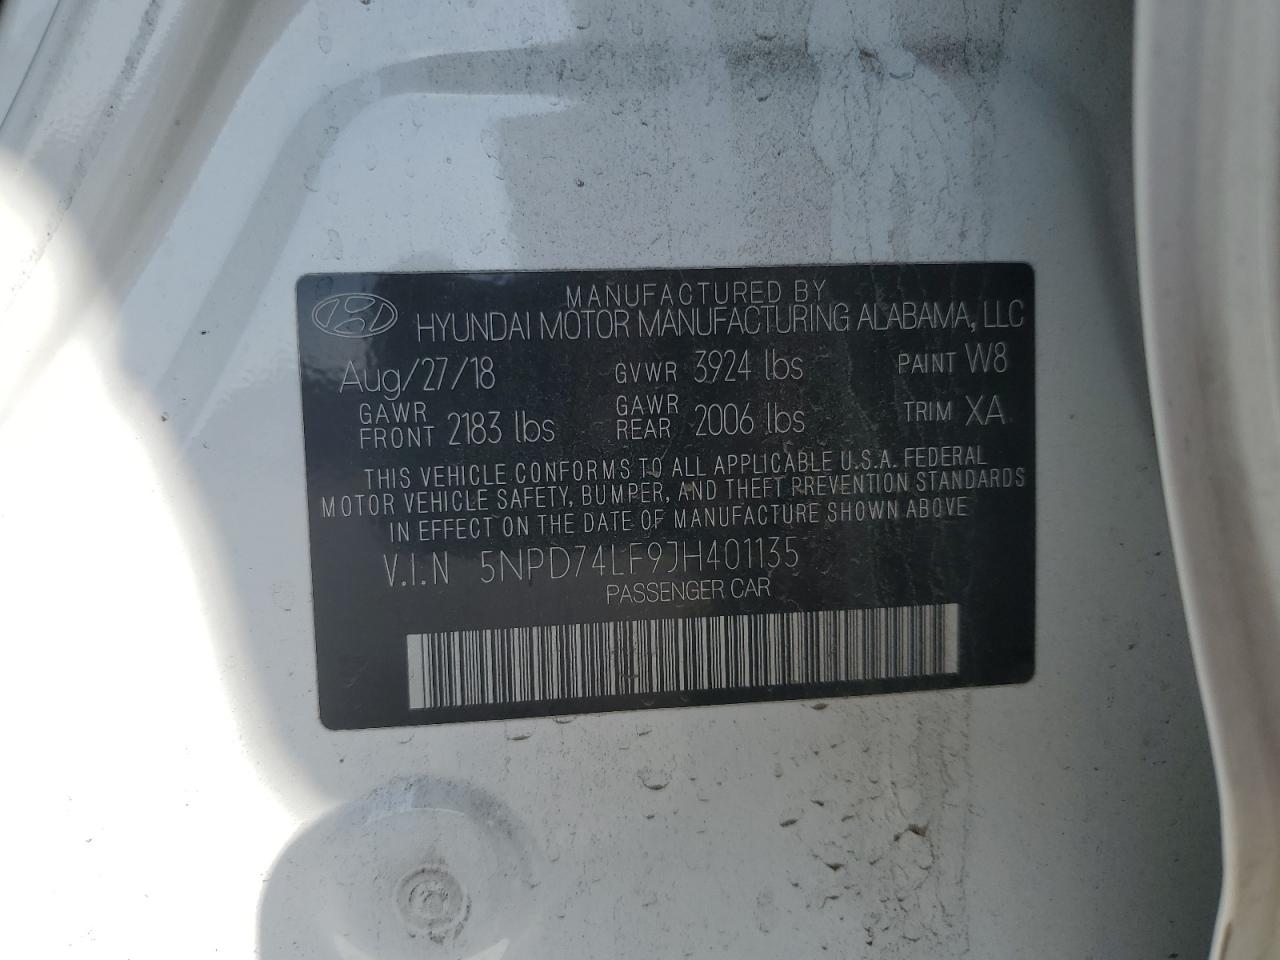 MANUFACTURED BY
HYUNDAI MOTOR MANUFACTURING ALABAMA, LLC
Aug/27/18 GVWR 3924 lbs PAINT W8
GAWR FRONT 2183 lbs GAWR REAR 2006 lbs TRIM XA
THIS VEHICLE CONFORMS TO ALL APPLICABLE U.S.A. FEDERAL
MOTOR VEHICLE SAFETY, BUMPER, AND THEFT PREVENTION STANDARDS
IN EFFECT ON THE DATE OF MANUFACTURE SHOWN ABOVE
V.I.N 5NPD74LF9JH401135
PASSENGER CAR